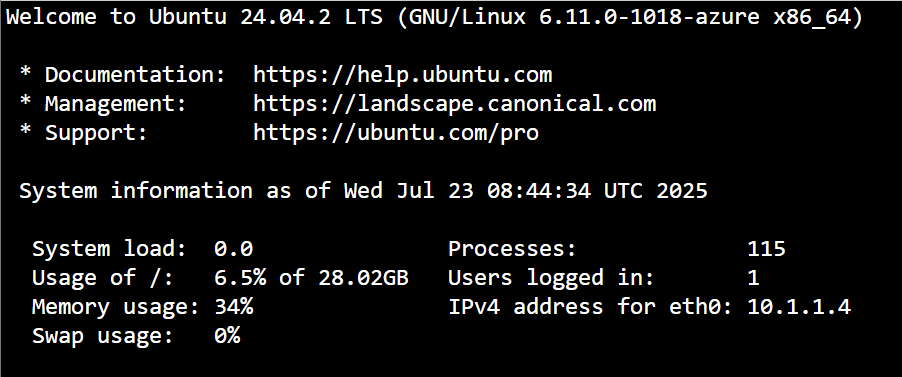 Welcome to Ubuntu 24.04.2 LTS (GNU/Linux 6.11.0-1018-azure x86_64)
* Documentation:  https://help.ubuntu.com
* Management:     https://landscape.canonical.com
* Support:        https://ubuntu.com/pro
System information as of Wed Jul 23 08:44:34 UTC 2025
System load:  0.0               Processes:             115
Usage of /:   6.5% of 28.02GB   Users logged in:       1
Memory usage: 34%               IPv4 address for eth0: 10.1.1.4
Swap usage:   0%